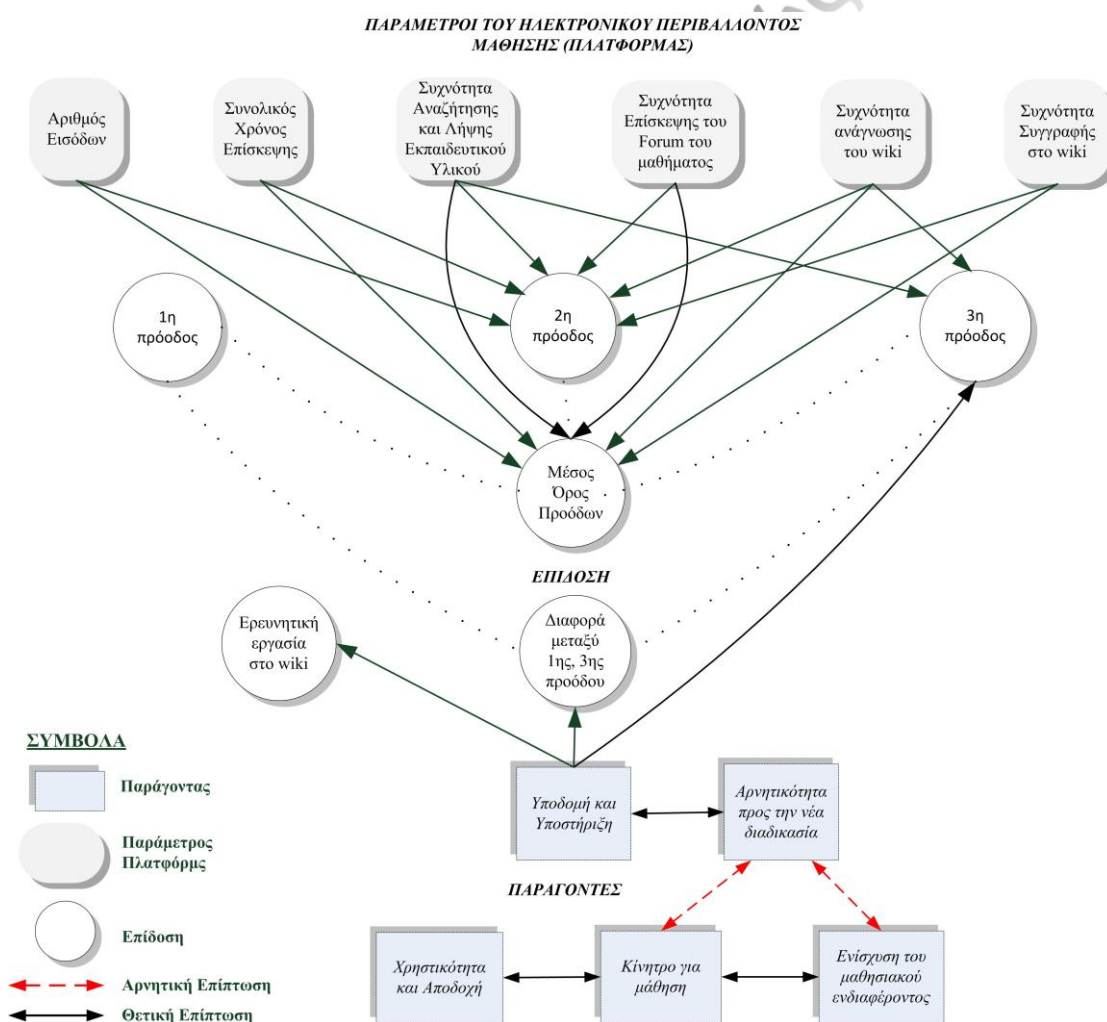 ΠΑΡΑΜΕΤΡΟΙ ΤΟΥ ΗΛΕΚΤΡΟΝΙΚΟΥ ΠΕΡΙΒΑΛΛΟΝΤΟΣ
ΜΑΘΗΣΗΣ (ΠΛΑΤΦΟΡΜΑΣ)
Αριθμός
Εισόδων
Συνολικός
Χρόνος
Επίσκεψης
Συχνότητα
Αναζήτησης
και Λήψης
Εκπαιδευτικού
Υλικού
Συχνότητα
Επίσκεψης του
Forum του
μαθήματος
Συχνότητα
ανάγνωσης
του wiki
Συχνότητα
Συγγραφής
στο wiki
1η
πρόοδος
2η
πρόοδος
3η
πρόοδος
Μέσος
Όρος
Προόδων
ΕΠΙΔΟΣΗ
Ερευνητική
εργασία
στο wiki
Διαφορά
μεταξύ
1ης, 3ης
προόδου
Υποδομή και
Υποστήριξη
Αρνητικότητα
προς την νέα
διαδικασία
ΠΑΡΑΓΟΝΤΕΣ
Χρηστικότητα
και Αποδοχή
Κίνητρο για
μάθηση
Ενίσχυση του
μαθησιακού
ενδιαφέροντος
ΣΥΜΒΟΛΑ
Παράγοντας
Παράμετρος
Πλατφόρμς
Επίδοση
Αρνητική Επίπτωση
Θετική Επίπτωση